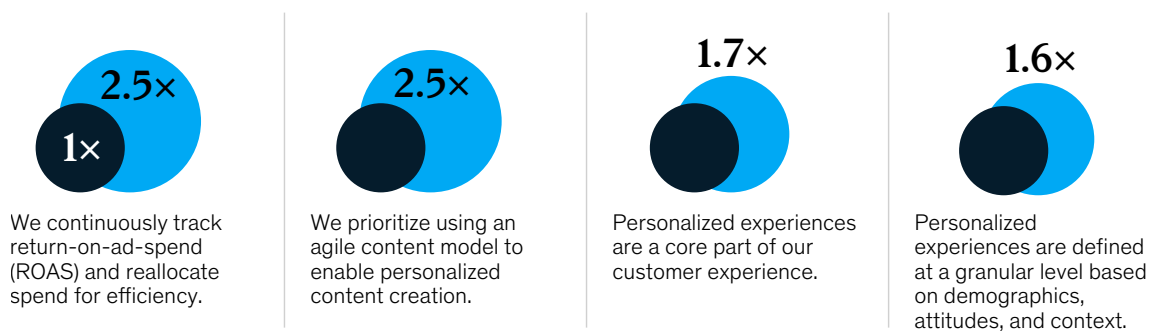 2.5×
1×
We continuously track
return-on-ad-spend
(ROAS) and reallocate
spend for efficiency.
2.5×
We prioritize using an
agile content model to
enable personalized
content creation.
1.7×
Personalized experiences
are a core part of our
customer experience.
1.6×
Personalized
experiences are defined
at a granular level based
on demographics,
attitudes, and context.